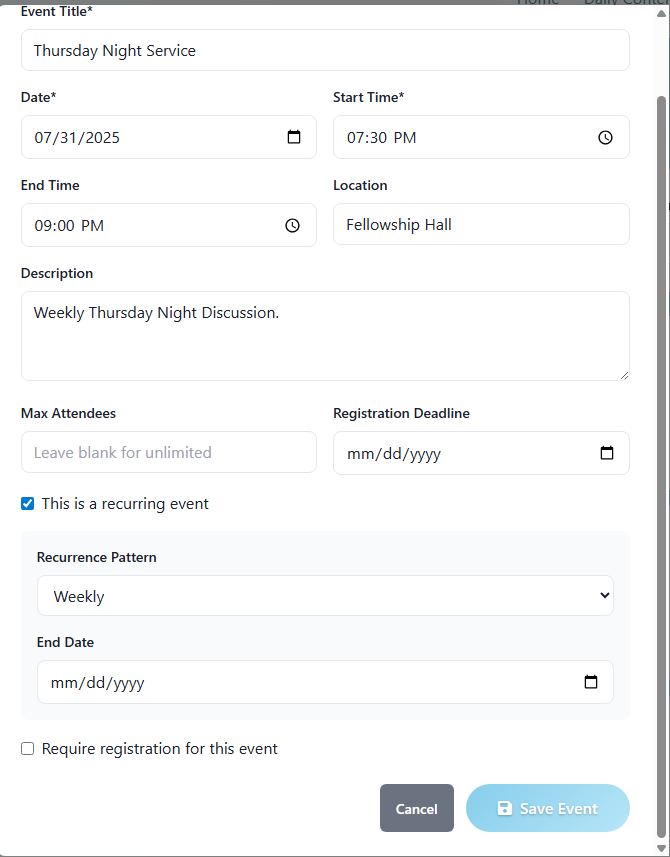 Home Daily Conten
Event Title*
Thursday Night Service
Date* Start Time*
07/31/2025 07:30 PM
End Time Location
09:00 PM Fellowship Hall
Description
Weekly Thursday Night Discussion.
Max Attendees Registration Deadline
Leave blank for unlimited mm/dd/yyyy
This is a recurring event
Recurrence Pattern
Weekly
End Date
mm/dd/yyyy
Require registration for this event
Cancel Save Event